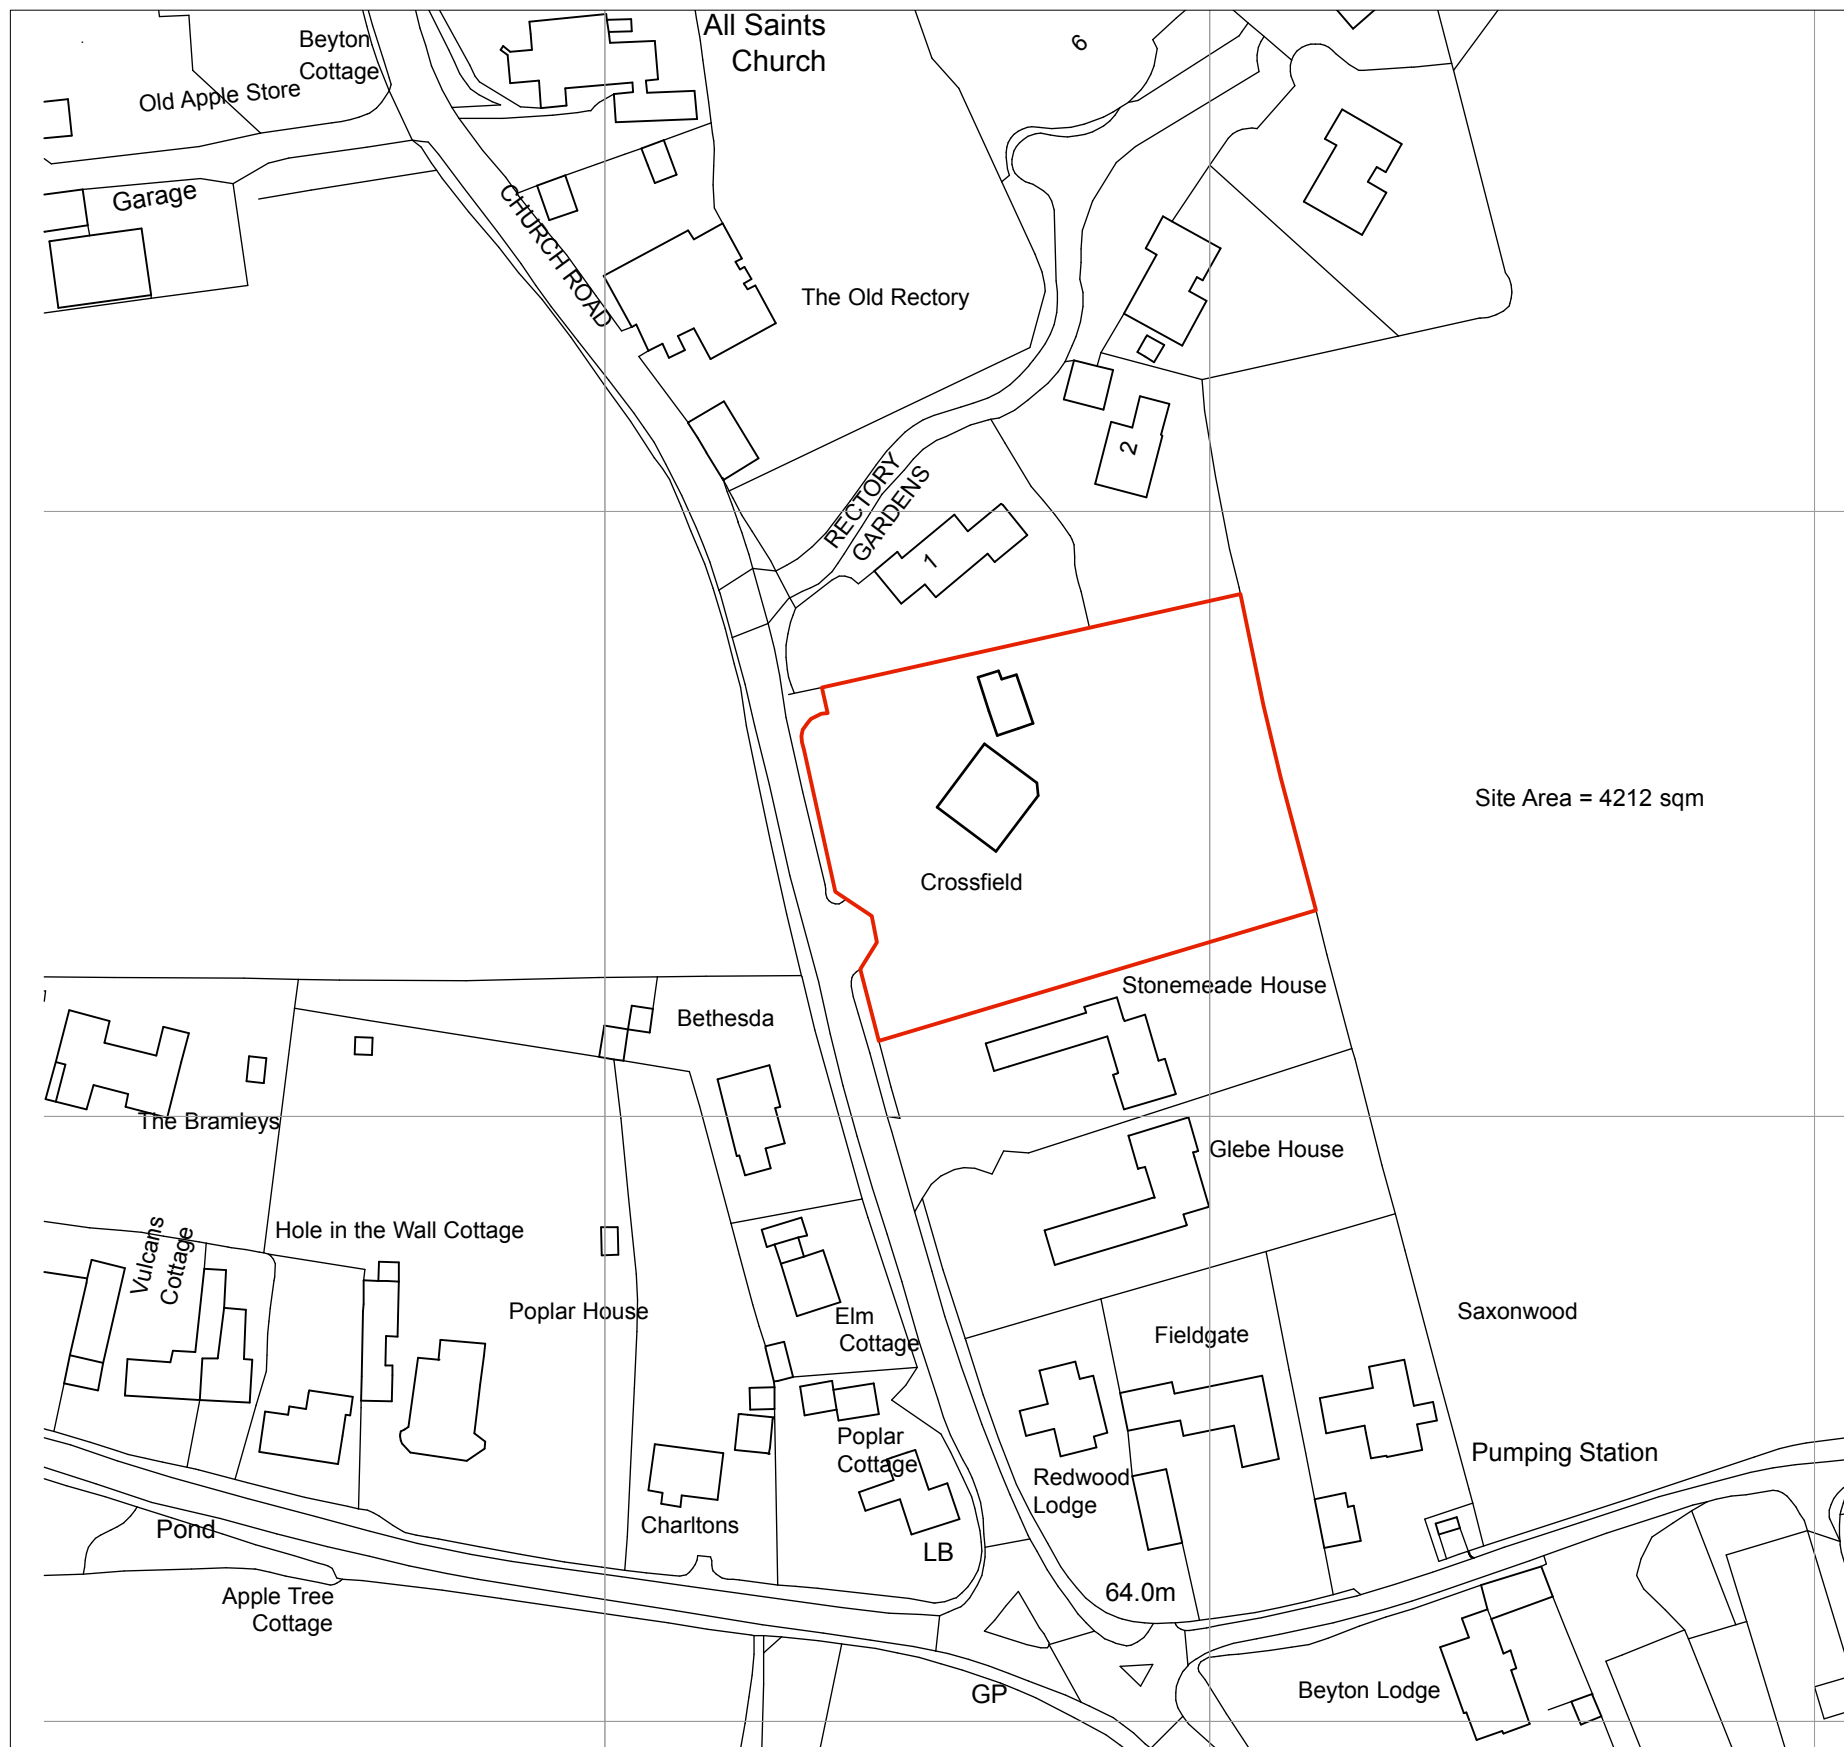 All Saints
Church
Beyton
Cottage
Old Apple Store
6
Garage
CHURCH ROAD
The Old Rectory
2
RECTORY
GARDENS
1
Site Area = 4212 sqm
Crossfield
Stonemeade House
Bethesda
The Bramleys
Glebe House
Vulcans
Cottage
Hole in the Wall Cottage
Poplar House
Elm
Cottage
Saxonwood
Fieldgate
Poplar
Cottage
Pumping Station
Redwood
Lodge
Pond
Charltons
LB
Apple Tree
Cottage
64.0m
GP
Beyton Lodge